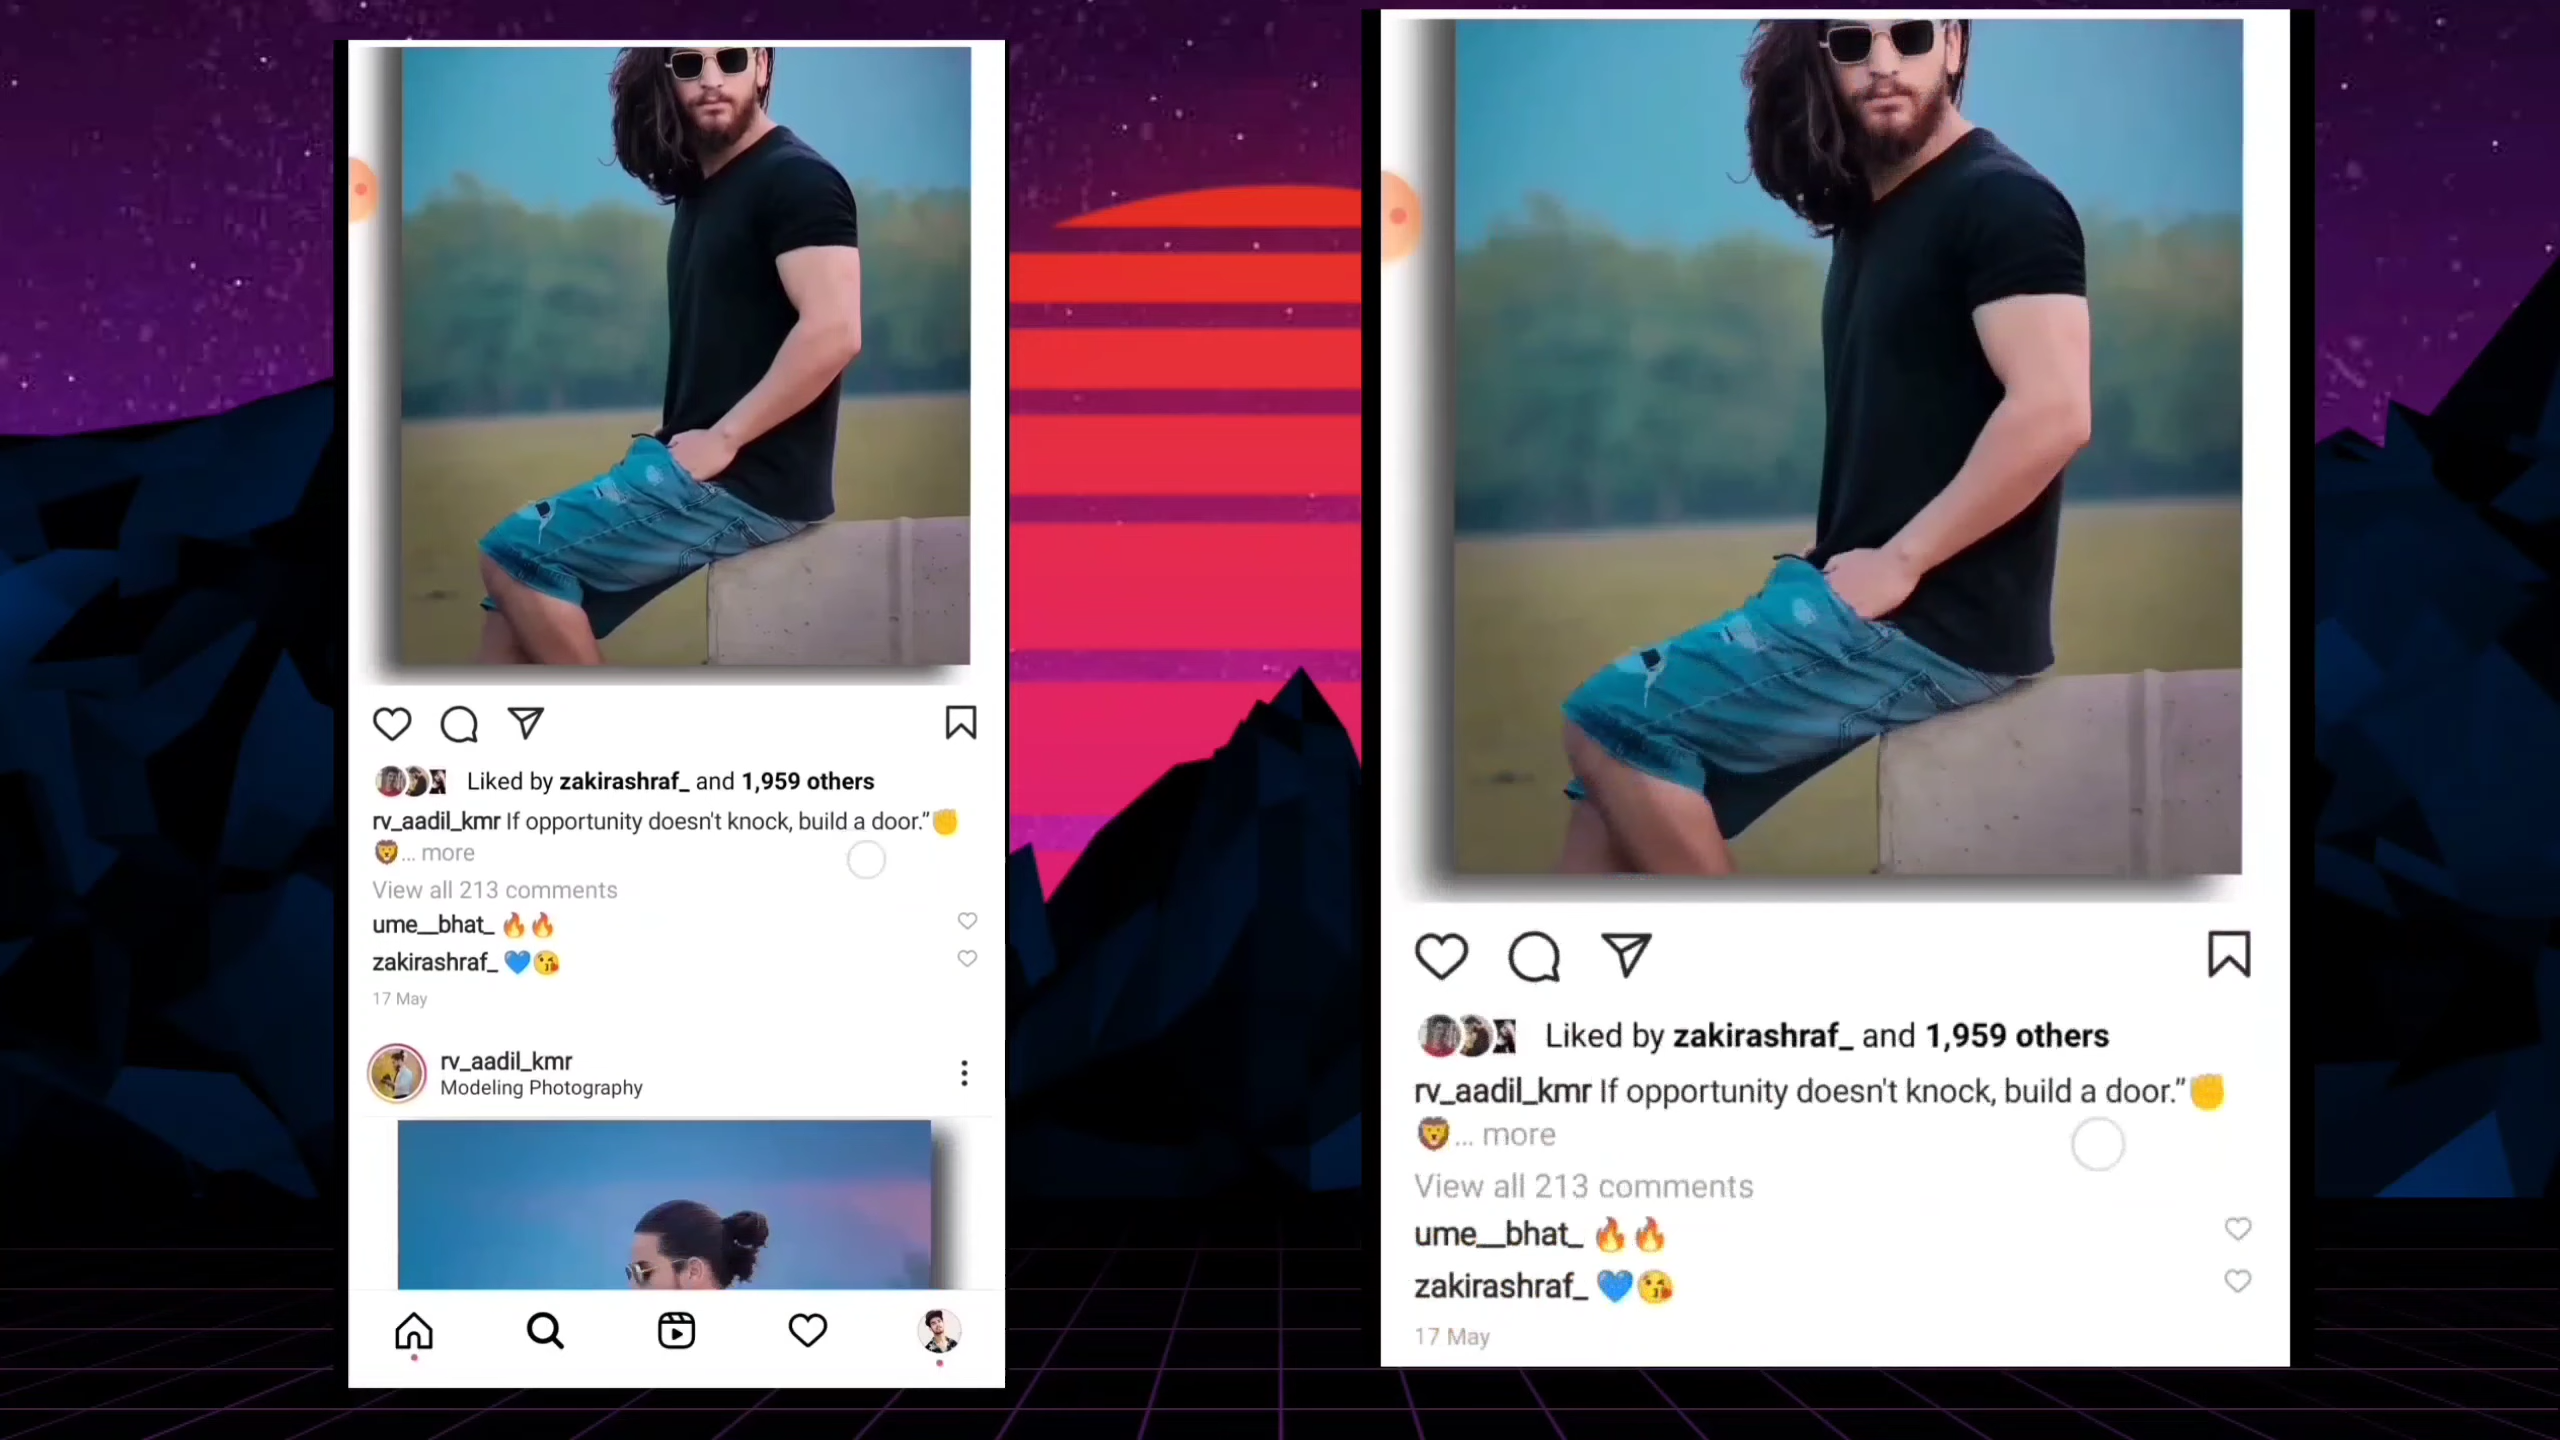 Liked by zakirashraf_ and 1,959 others
rv_aadil_kmr If opportunity doesn't knock, build a door.”✊
🦁... more
View all 213 comments
ume__bhat_ 🔥🔥
zakirashraf_ 💙😘
17 May
rv_aadil_kmr
Modeling Photography
Liked by zakirashraf_ and 1,959 others
rv_aadil_kmr If opportunity doesn't knock, build a door.”✊
🦁... more
View all 213 comments
ume__bhat_ 🔥🔥
zakirashraf_ 💙😘
17 May